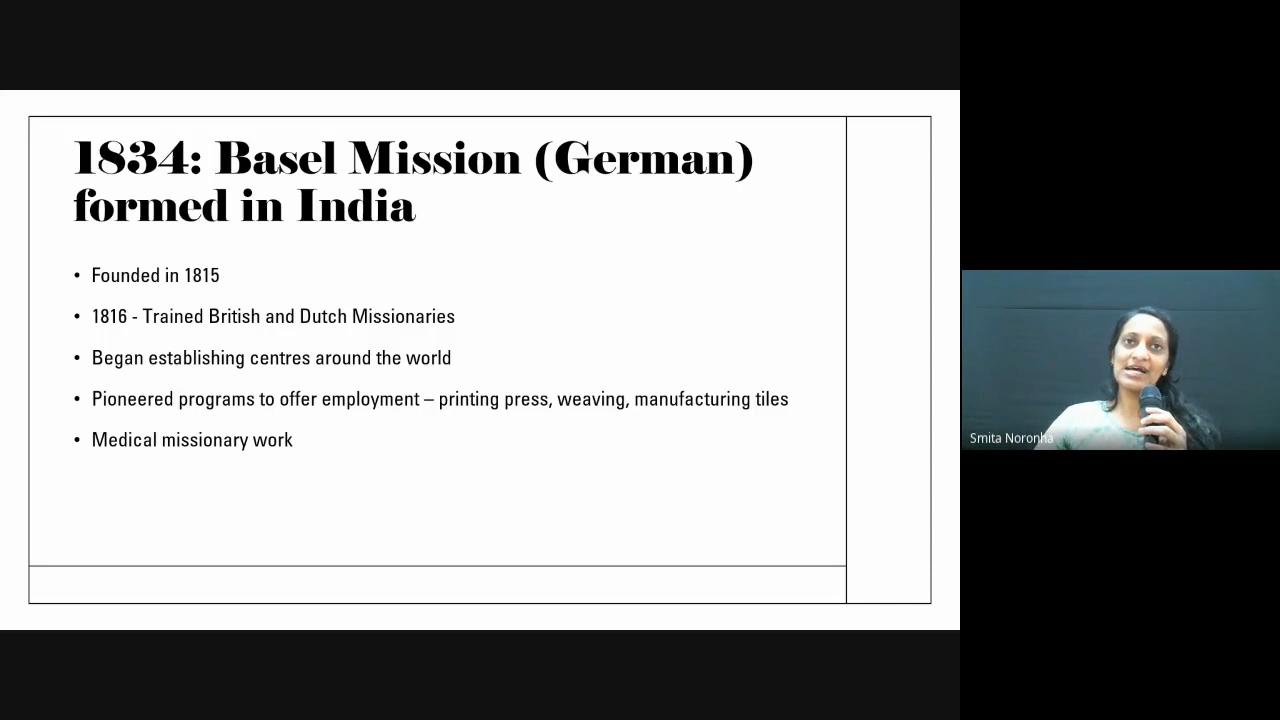 1834: Basel Mission (German)
formed in India
• Founded in 1815
• 1816 - Trained British and Dutch Missionaries
• Began establishing centres around the world
• Pioneered programs to offer employment – printing press, weaving, manufacturing tiles
• Medical missionary work
Smita Noronha